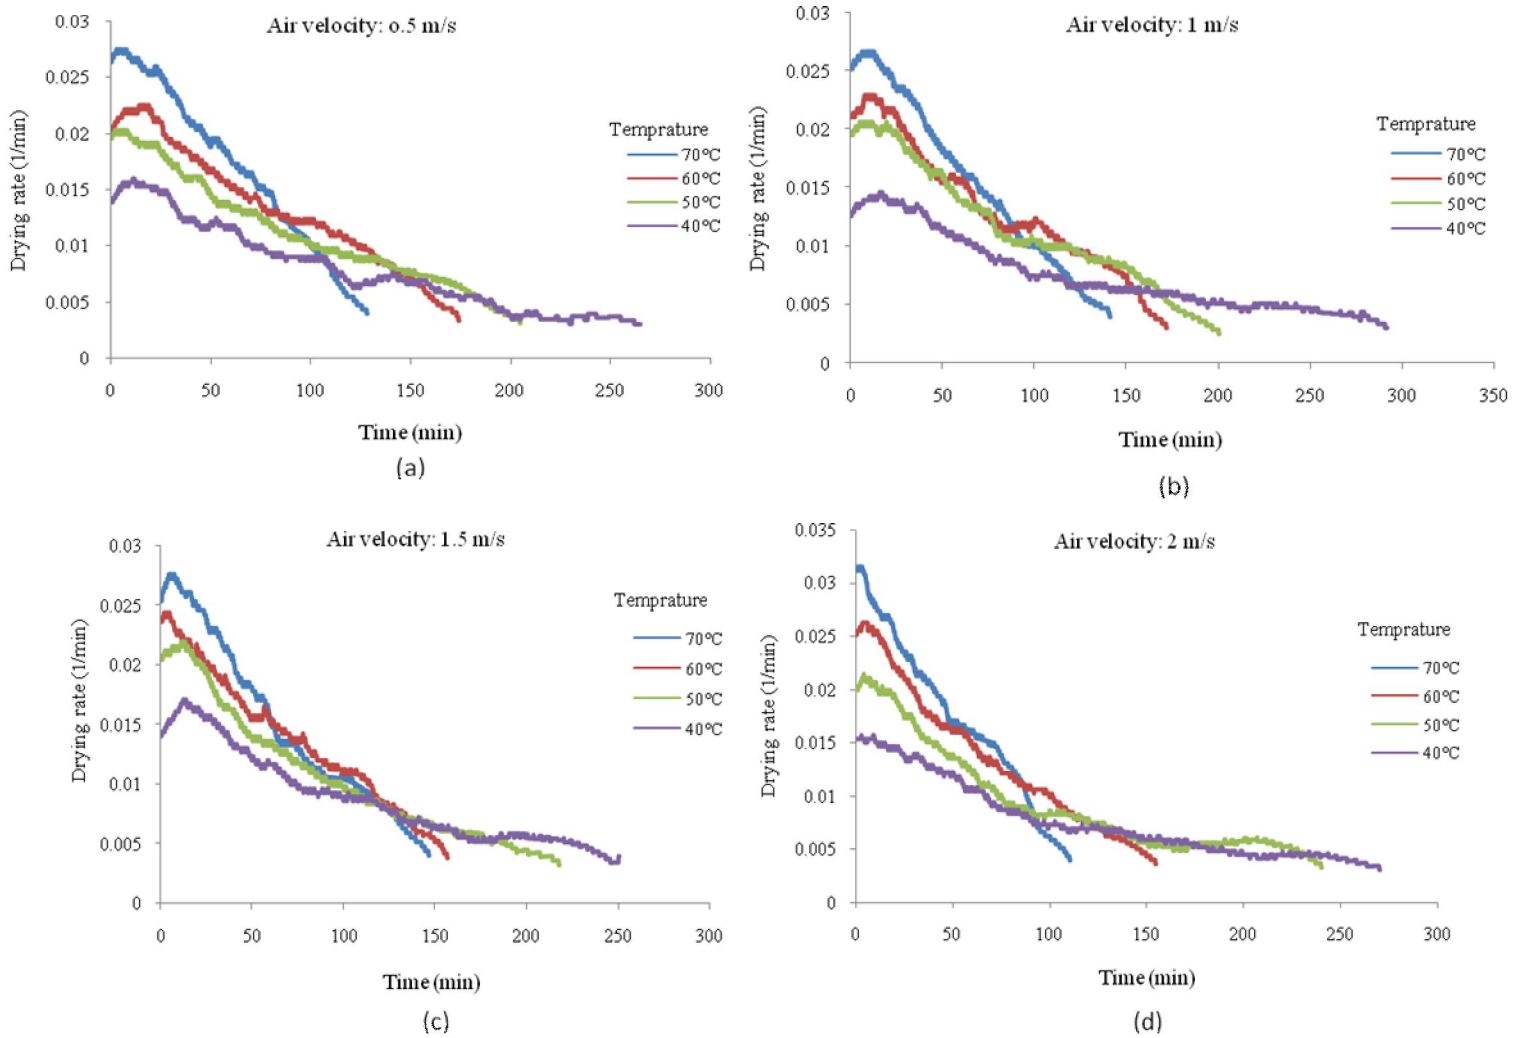 Air velocity: o.5 m/s
0.03
0.025
0.02
0.015
0.01
0.005
0
Drying rate (1/min)
Temprature
70°C
60°C
50°C
40°C
0 50 100 150 200 250 300
Time (min)
(a)
Air velocity: 1 m/s
0.03
0.025
0.02
0.015
0.01
0.005
0
Drying rate (1/min)
Temprature
70°C
60°C
50°C
40°C
0 50 100 150 200 250 300 350
Time (min)
(b)
Air velocity: 1.5 m/s
0.03
0.025
0.02
0.015
0.01
0.005
0
Drying rate (1/min)
Temprature
70°C
60°C
50°C
40°C
0 50 100 150 200 250 300
Time (min)
(c)
Air velocity: 2 m/s
0.035
0.03
0.025
0.02
0.015
0.01
0.005
0
Drying rate (1/min)
Temprature
70°C
60°C
50°C
40°C
0 50 100 150 200 250 300
Time (min)
(d)